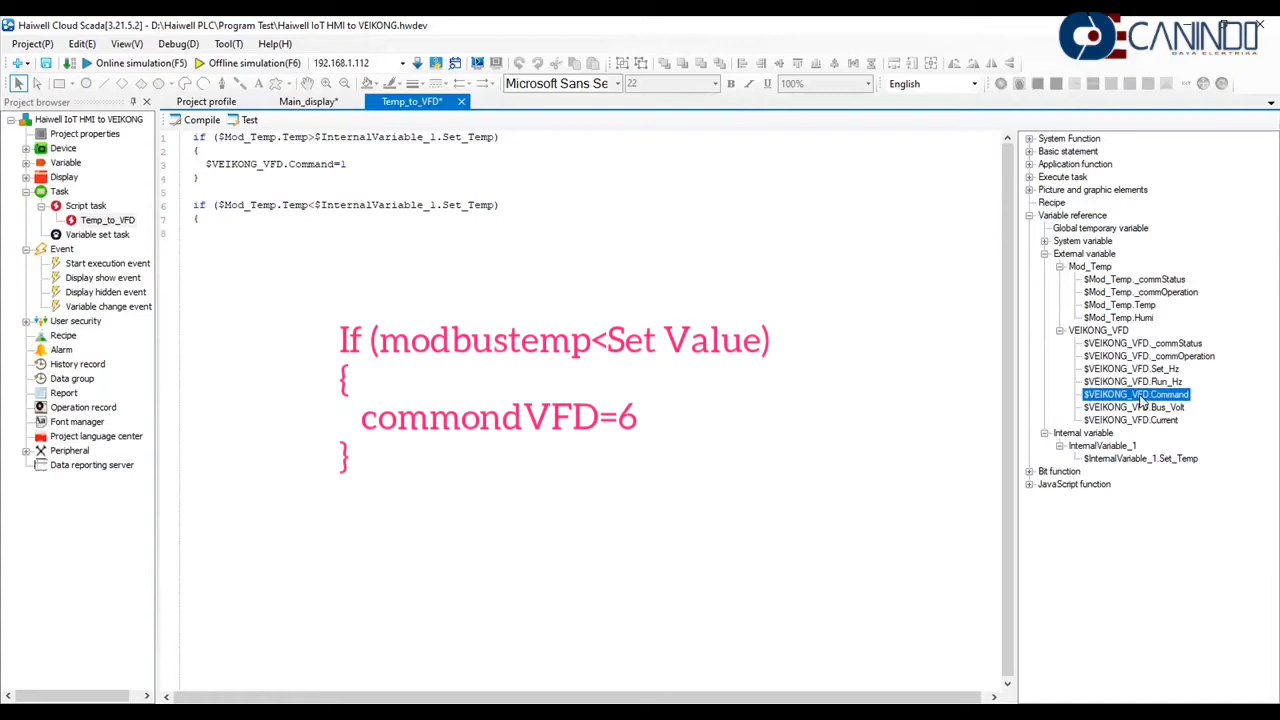 Haiwell Cloud Scada[3.21.5.2] - D:\Haiwell PLC\Program Test\Haiwell IoT HMI to VEIKONG.hwdev
CANINDO
DAYA ELEKTRIKA
Project(P) Edit(E) View(V) Debug(D) Tool(T) Help(H)
Online simulation(F5) Offline simulation(F6) 192.168.1.112
Microsoft Sans Se 22 B I U 100% English
Project browser
Project profile Main_display* Temp_to_VFD*
Compile Test
Haiwell IoT HMI to VEIKONG
Project properties
Device
Variable
Display
Task
Script task
Temp_to_VFD
Variable set task
Event
Start execution event
Display show event
Display hidden event
Variable change event
User security
Recipe
Alarm
History record
Data group
Report
Operation record
Font manager
Project language center
Peripheral
Data reporting server
1 if ($Mod_Temp.Temp>$InternalVariable_1.Set_Temp)
2 {
3 $VEIKONG_VFD.Command=1
4 }
5
6 if ($Mod_Temp.Temp<$InternalVariable_1.Set_Temp)
7 {
8
If (modbustemp<Set Value)
{
commondVFD=6
}
System Function
Basic statement
Application function
Execute task
Picture and graphic elements
Recipe
Variable reference
Global temporary variable
System variable
External variable
Mod_Temp
$Mod_Temp._commStatus
$Mod_Temp._commOperation
$Mod_Temp.Temp
$Mod_Temp.Humi
VEIKONG_VFD
$VEIKONG_VFD._commStatus
$VEIKONG_VFD._commOperation
$VEIKONG_VFD.Set_Hz
$VEIKONG_VFD.Run_Hz
$VEIKONG_VFD.Command
$VEIKONG_VFD.Bus_Volt
$VEIKONG_VFD.Current
Internal variable
InternalVariable_1
$InternalVariable_1.Set_Temp
Bit function
JavaScript function